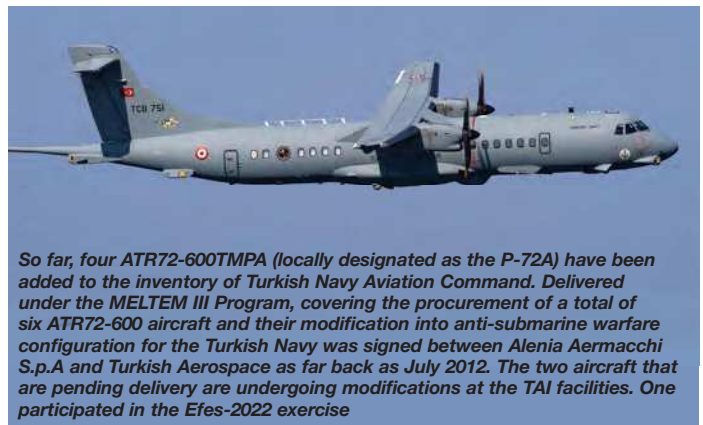 TCB 751
So far, four ATR72-600TMPA (locally designated as the P-72A) have been
added to the inventory of Turkish Navy Aviation Command. Delivered
under the MELTEM III Program, covering the procurement of a total of
six ATR72-600 aircraft and their modification into anti-submarine warfare
configuration for the Turkish Navy was signed between Alenia Aermacchi
S.p.A and Turkish Aerospace as far back as July 2012. The two aircraft that
are pending delivery are undergoing modifications at the TAI facilities. One
participated in the Efes-2022 exercise